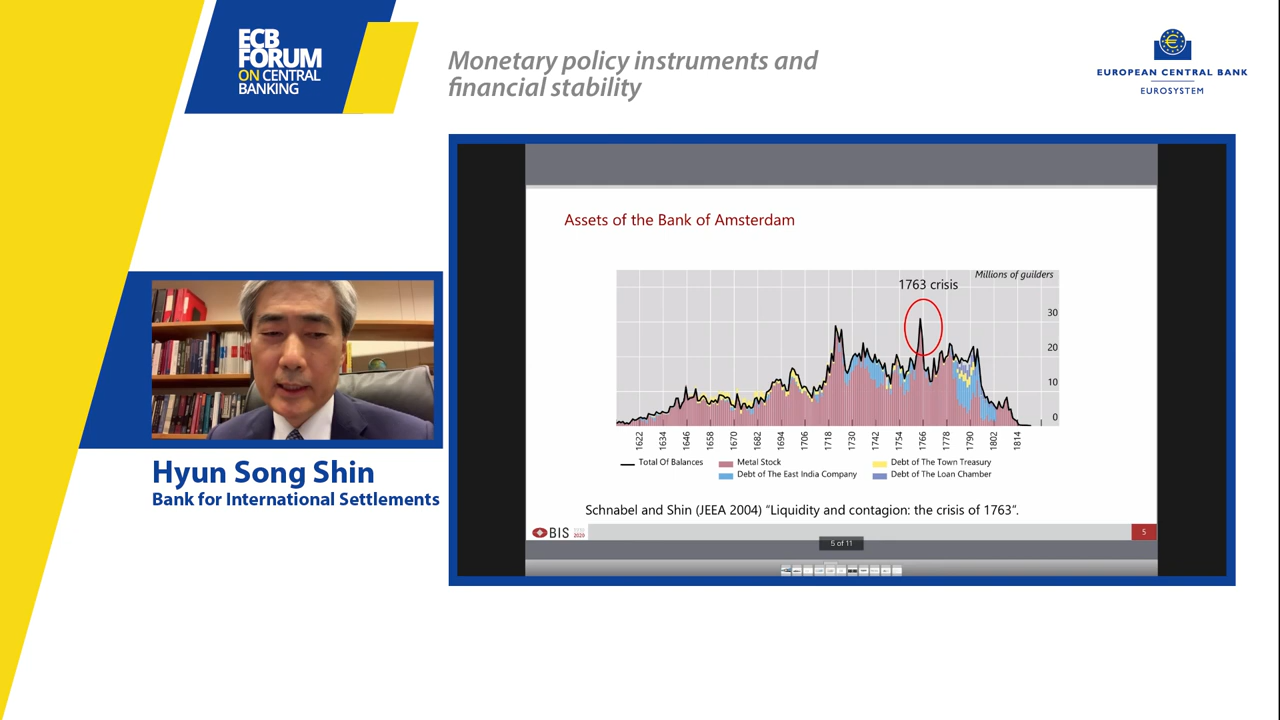 ECB
FORUM
ON CENTRAL
BANKING
Monetary policy instruments and
financial stability
EUROPEAN CENTRAL BANK
EUROSYSTEM
Assets of the Bank of Amsterdam
Millions of guilders
1763 crisis
30
20
10
0
1622
1634
1646
1658
1670
1682
1694
1706
1718
1730
1742
1754
1766
1778
1790
1802
1814
Total Of Balances
Metal Stock
Debt of The Town Treasury
Debt of The East India Company
Debt of The Loan Chamber
Schnabel and Shin (JEEA 2004) "Liquidity and contagion: the crisis of 1763".
BIS
2020
5
5 of 11
Hyun Song Shin
Bank for International Settlements